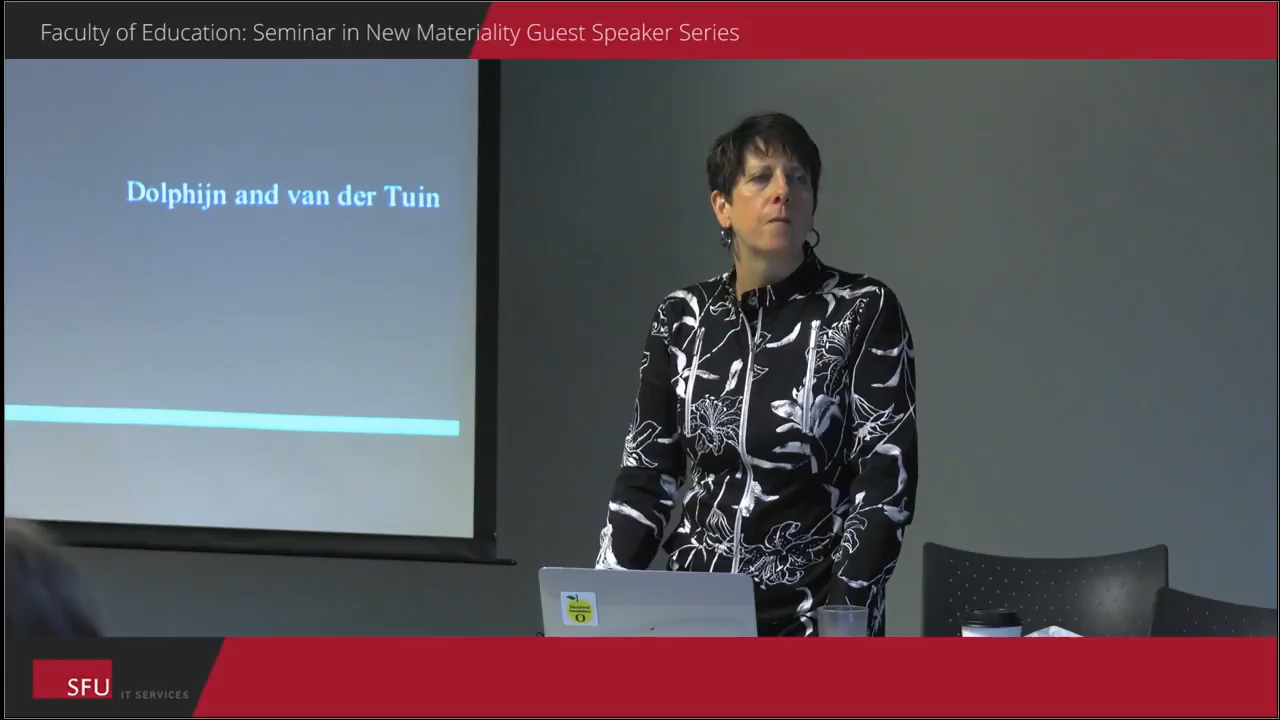 Faculty of Education: Seminar in New Materiality Guest Speaker Series
Dolphijn and van der Tuin
O
SFU IT SERVICES